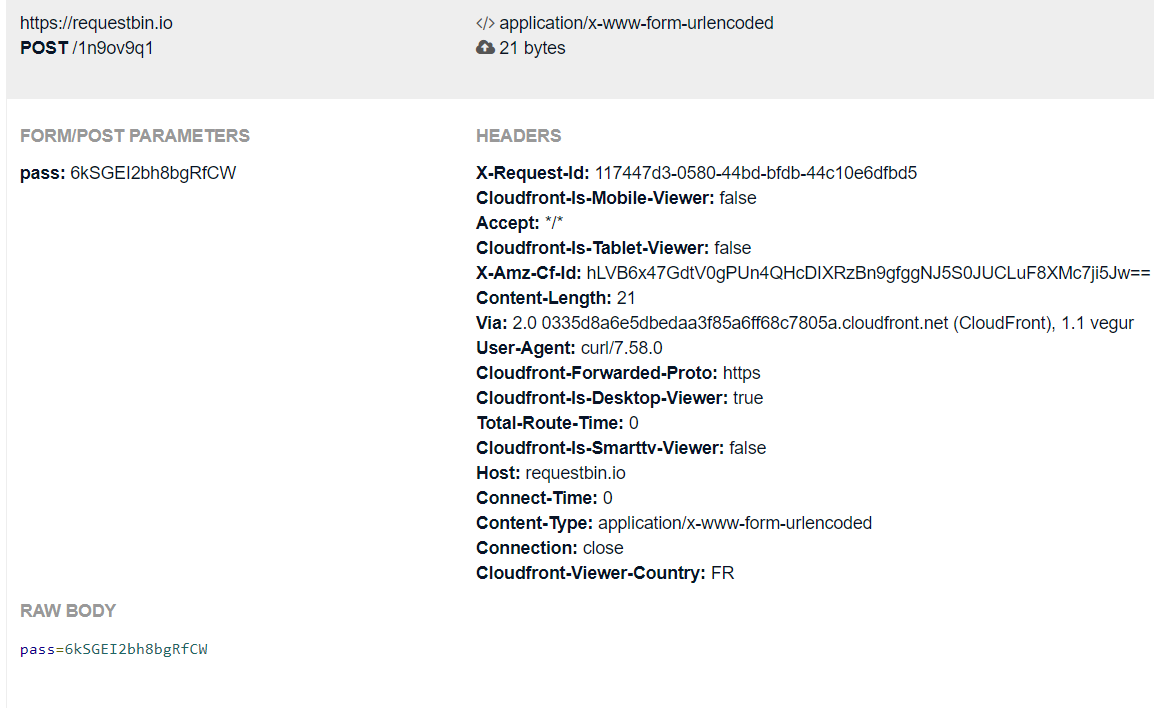 https://requestbin.io
POST /1n9ov9q1
</> application/x-www-form-urlencoded
21 bytes
FORM/POST PARAMETERS
pass: 6kSGEI2bh8bgRfCW
HEADERS
X-Request-Id: 117447d3-0580-44bd-bfdb-44c10e6dfbd5
Cloudfront-Is-Mobile-Viewer: false
Accept: */*
Cloudfront-Is-Tablet-Viewer: false
X-Amz-Cf-Id: hLVB6x47GdtV0gPUn4QHcDIXRzBn9gfggNJ5S0JUCLuF8XMc7ji5Jw==
Content-Length: 21
Via: 2.0 0335d8a6e5dbedaa3f85a6ff68c7805a.cloudfront.net (CloudFront), 1.1 vegur
User-Agent: curl/7.58.0
Cloudfront-Forwarded-Proto: https
Cloudfront-Is-Desktop-Viewer: true
Total-Route-Time: 0
Cloudfront-Is-Smarttv-Viewer: false
Host: requestbin.io
Connect-Time: 0
Content-Type: application/x-www-form-urlencoded
Connection: close
Cloudfront-Viewer-Country: FR
RAW BODY
pass=6kSGEI2bh8bgRfCW